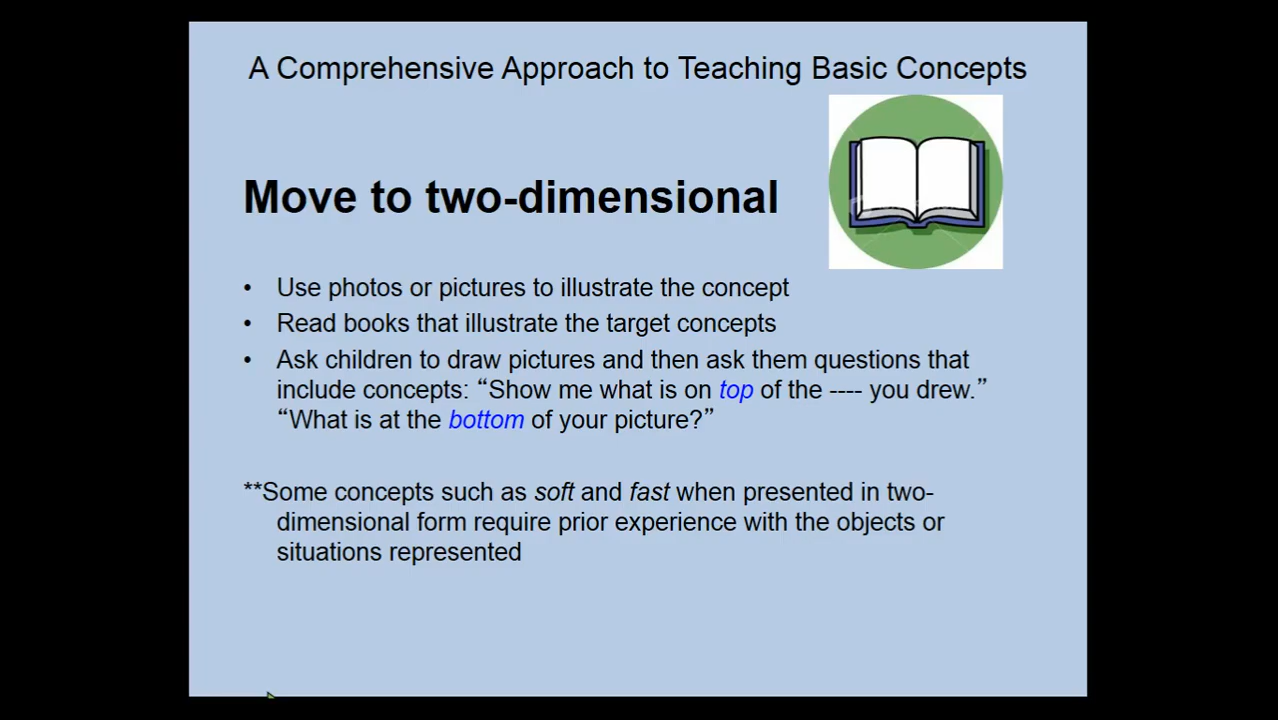 A Comprehensive Approach to Teaching Basic Concepts
Move to two-dimensional
• Use photos or pictures to illustrate the concept
• Read books that illustrate the target concepts
• Ask children to draw pictures and then ask them questions that
include concepts: “Show me what is on top of the ---- you drew.”
“What is at the bottom of your picture?”
**Some concepts such as soft and fast when presented in two-
dimensional form require prior experience with the objects or
situations represented